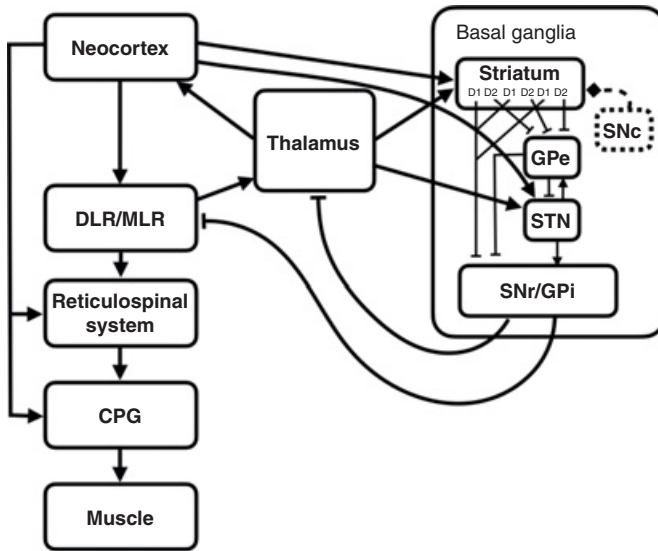 Neocortex
Basal ganglia
Striatum
D1 D2 D1 D2 D1 D2
SNc
Thalamus
GPe
DLR/MLR
STN
Reticulospinal
system
SNr/GPi
CPG
Muscle